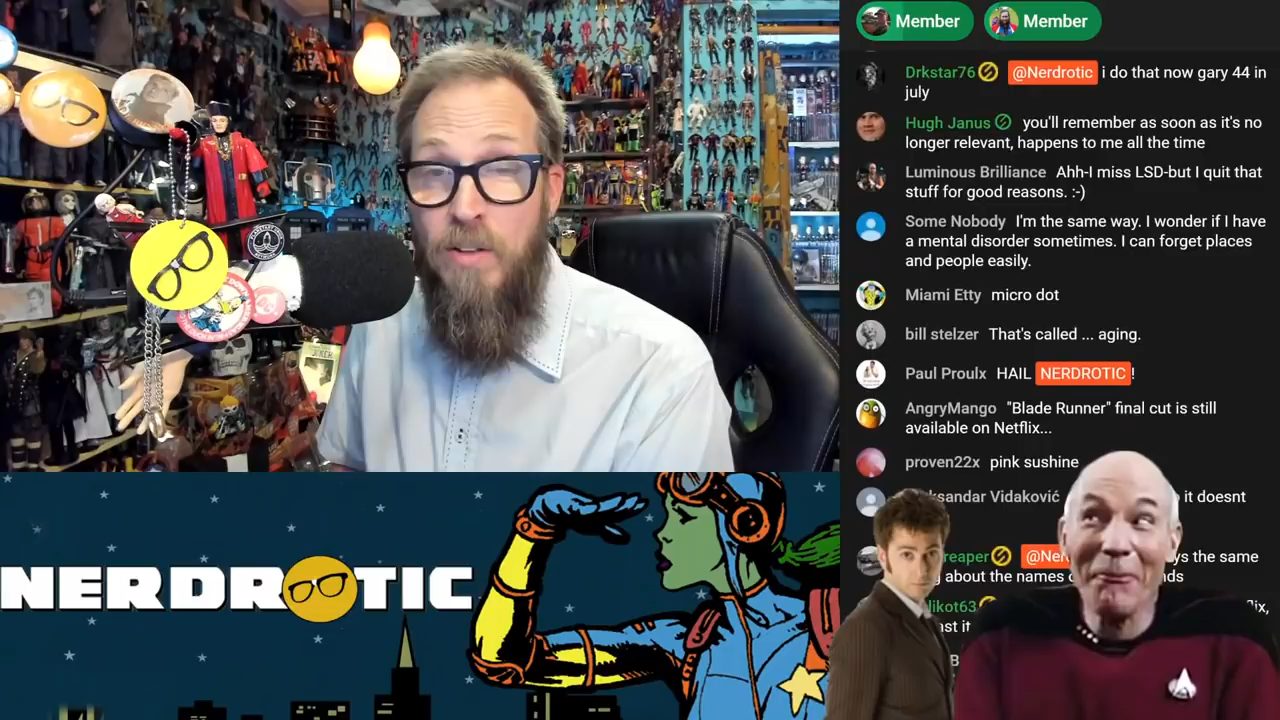 Member
Member
Drkstar76 @Nerdrotic i do that now gary 44 in
july
Hugh Janus you'll remember as soon as it's no
longer relevant, happens to me all the time
Luminous Brilliance Ahh-I miss LSD-but I quit that
stuff for good reasons. :-)
Some Nobody I'm the same way. I wonder if I have
a mental disorder sometimes. I can forget places
and people easily.
Miami Etty micro dot
bill stelzer That's called ... aging.
Paul Proulx HAIL NERDROTIC!
AngryMango "Blade Runner" final cut is still
available on Netflix...
proven22x pink sushine
Vidaković it doesnt
the same
about the names
JOKER
NERDROTIC